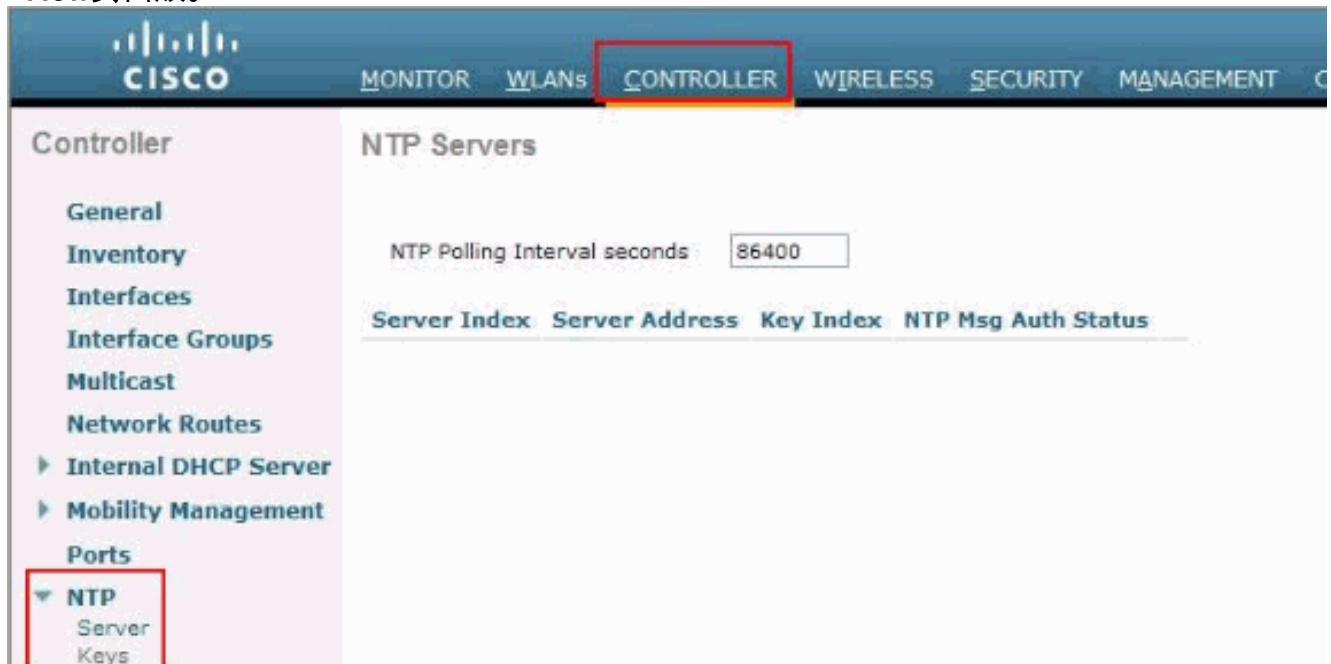 CISCO
MONITOR WLANs CONTROLLER WIRELESS SECURITY MANAGEMENT C
Controller
General
Inventory
Interfaces
Interface Groups
Multicast
Network Routes
Internal DHCP Server
Mobility Management
Ports
NTP
Server
Keys
NTP Servers
NTP Polling Interval seconds 86400
Server Index Server Address Key Index NTP Msg Auth Status